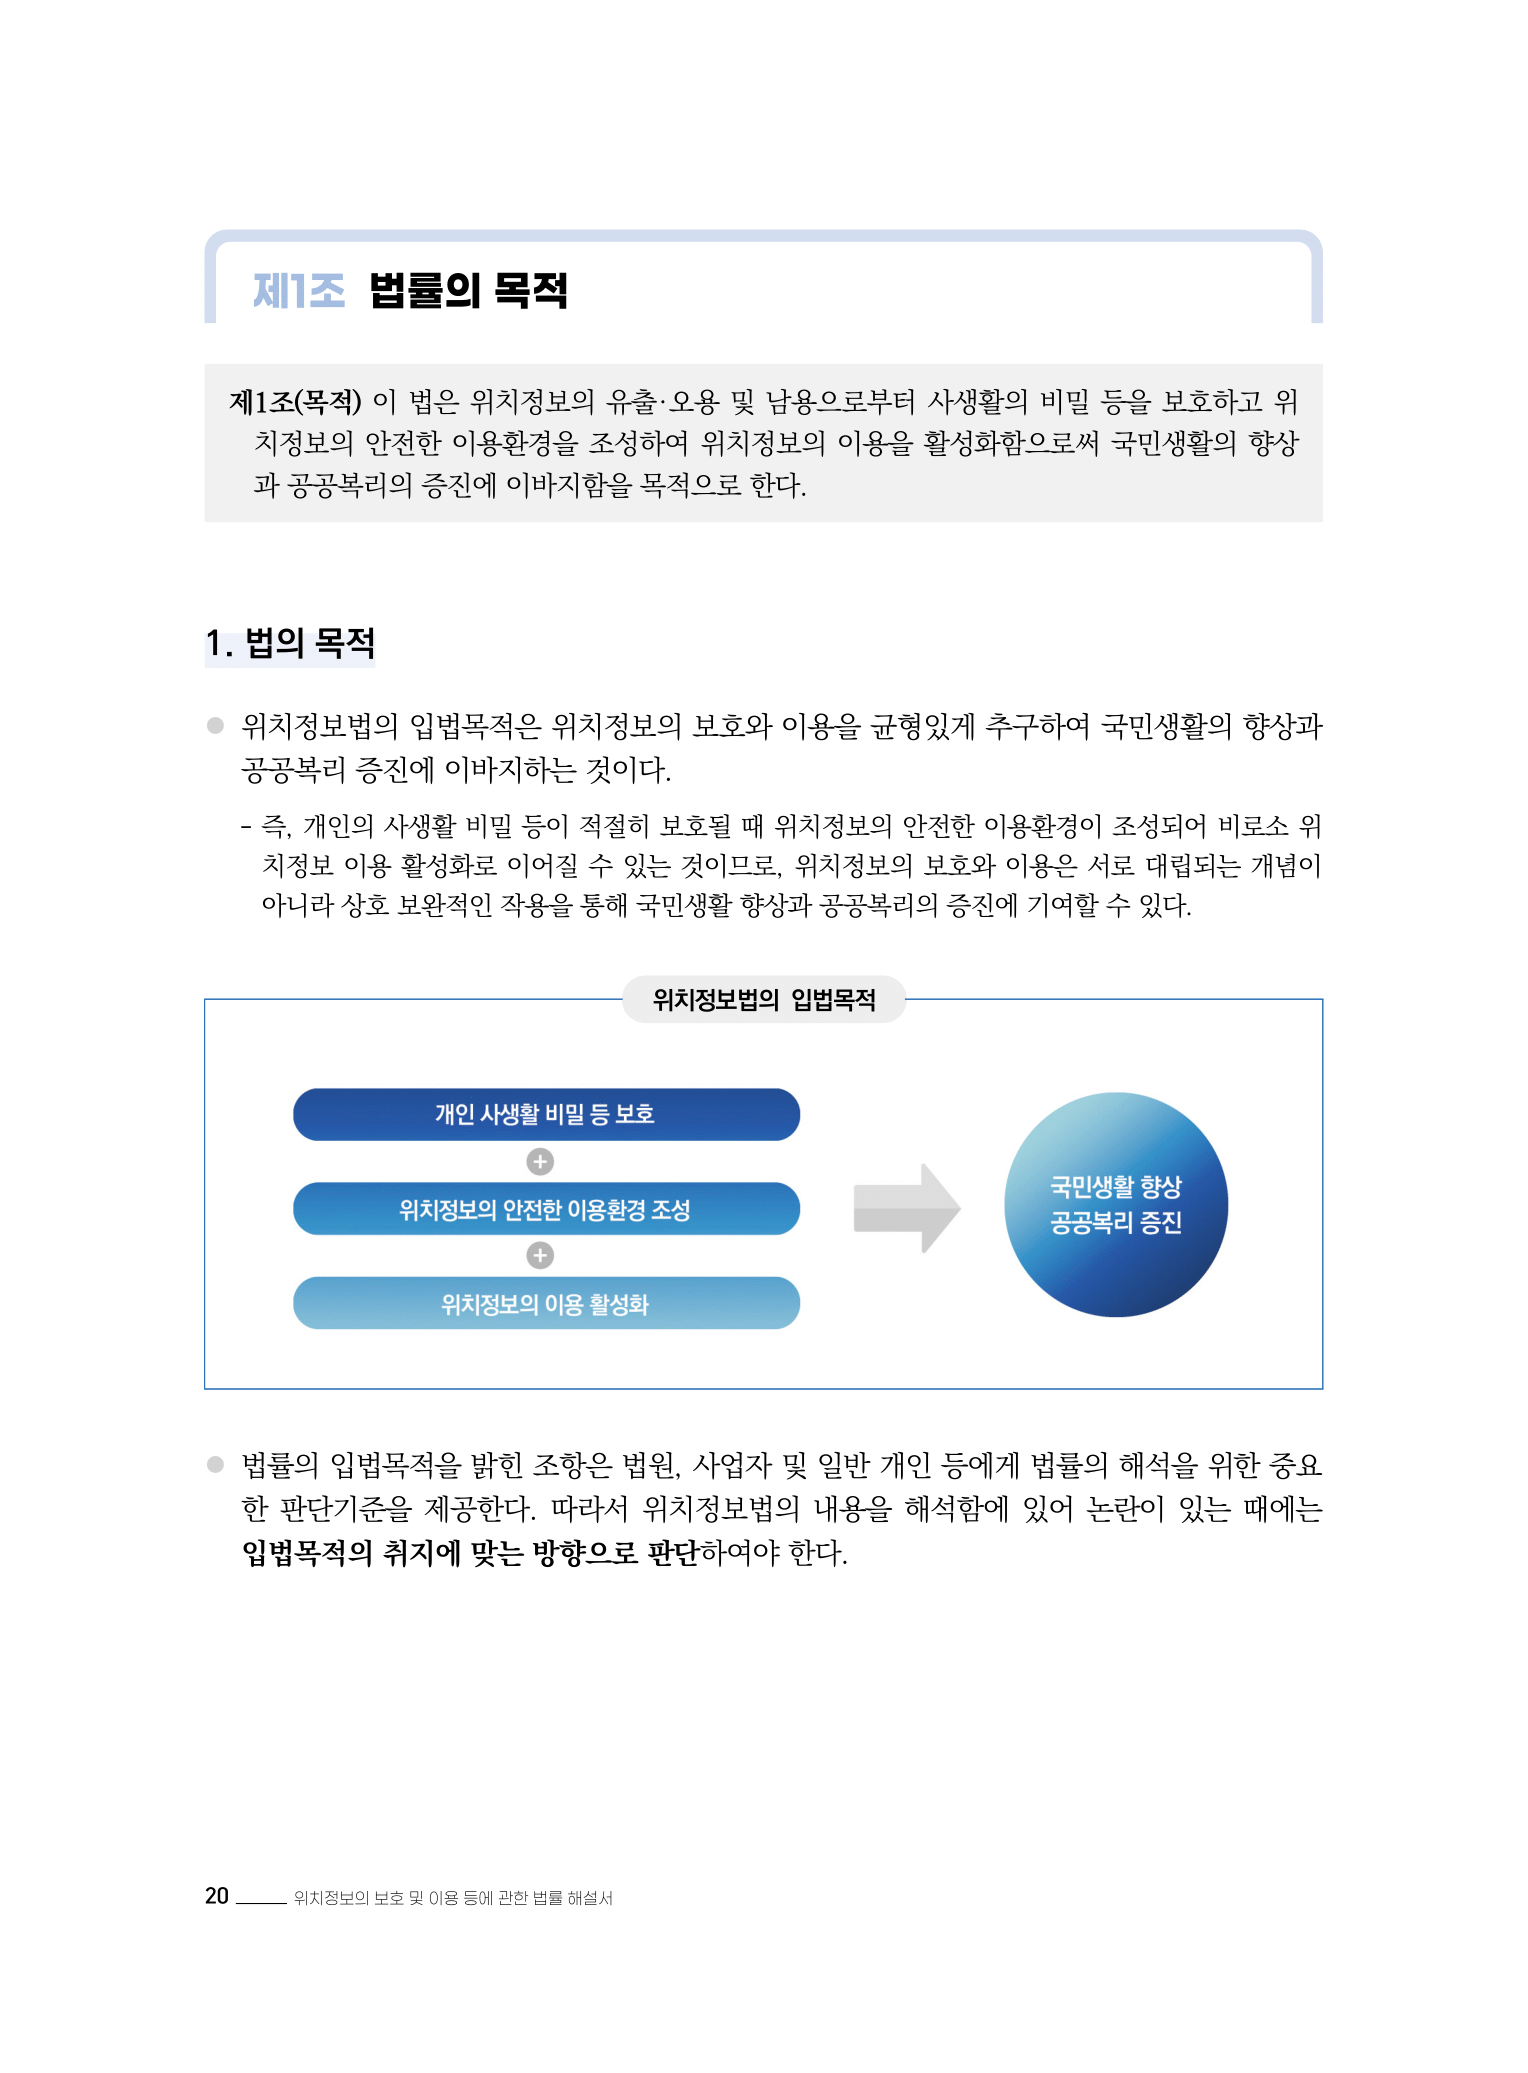 제1조 법률의 목적
제1조(목적) 이 법은 위치정보의 유출·오용 및 남용으로부터 사생활의 비밀 등을 보호하고 위
치정보의 안전한 이용환경을 조성하여 위치정보의 이용을 활성화함으로써 국민생활의 향상
과 공공복리의 증진에 이바지함을 목적으로 한다.
1. 법의 목적
● 위치정보법의 입법목적은 위치정보의 보호와 이용을 균형있게 추구하여 국민생활의 향상과
공공복리 증진에 이바지하는 것이다.
- 즉, 개인의 사생활 비밀 등이 적절히 보호될 때 위치정보의 안전한 이용환경이 조성되어 비로소 위
치정보 이용 활성화로 이어질 수 있는 것이므로, 위치정보의 보호와 이용은 서로 대립되는 개념이
아니라 상호 보완적인 작용을 통해 국민생활 향상과 공공복리의 증진에 기여할 수 있다.
위치정보법의 입법목적
개인 사생활 비밀 등 보호
+
위치정보의 안전한 이용환경 조성
+
위치정보의 이용 활성화
국민생활 향상
공공복리 증진
● 법률의 입법목적을 밝힌 조항은 법원, 사업자 및 일반 개인 등에게 법률의 해석을 위한 중요
한 판단기준을 제공한다. 따라서 위치정보법의 내용을 해석함에 있어 논란이 있는 때에는
입법목적의 취지에 맞는 방향으로 판단하여야 한다.
20 위치정보의 보호 및 이용 등에 관한 법률 해설서